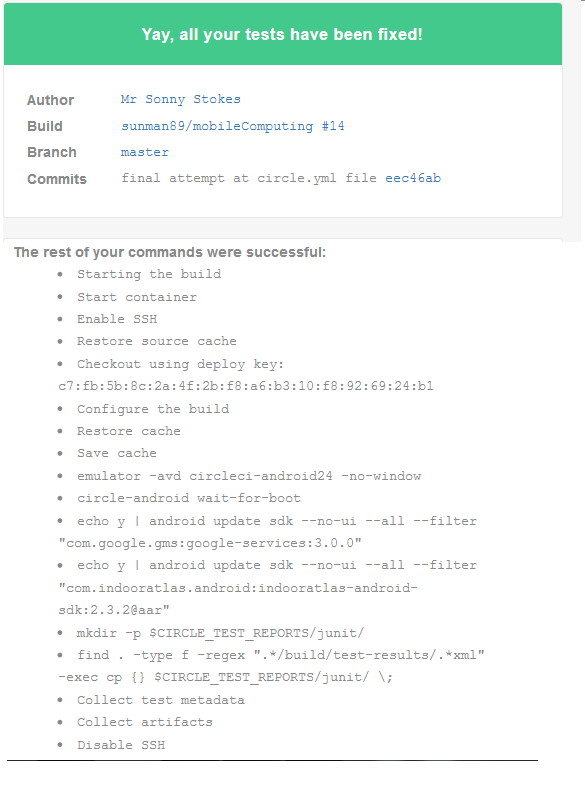 Yay, all your tests have been fixed!
Author Mr Sonny Stokes
Build sunman89/mobileComputing #14
Branch master
Commits final attempt at circle.yml file eec46ab
The rest of your commands were successful:
• Starting the build
• Start container
• Enable SSH
• Restore source cache
• Checkout using deploy key:
c7:fb:5b:8c:2a:4f:2b:f8:a6:b3:10:f8:92:69:24:b1
• Configure the build
• Restore cache
• Save cache
• emulator -avd circleci-android24 -no-window
• circle-android wait-for-boot
• echo y | android update sdk --no-ui --all --filter
"com.google.gms:google-services:3.0.0"
• echo y | android update sdk --no-ui --all --filter
"com.indooratlas.android:indooratlas-android-
sdk:2.3.2@aar"
• mkdir -p $CIRCLE_TEST_REPORTS/junit/
• find . -type f -regex ".*/build/test-results/.*xml"
-exec cp {} $CIRCLE_TEST_REPORTS/junit/ \;
• Collect test metadata
• Collect artifacts
• Disable SSH